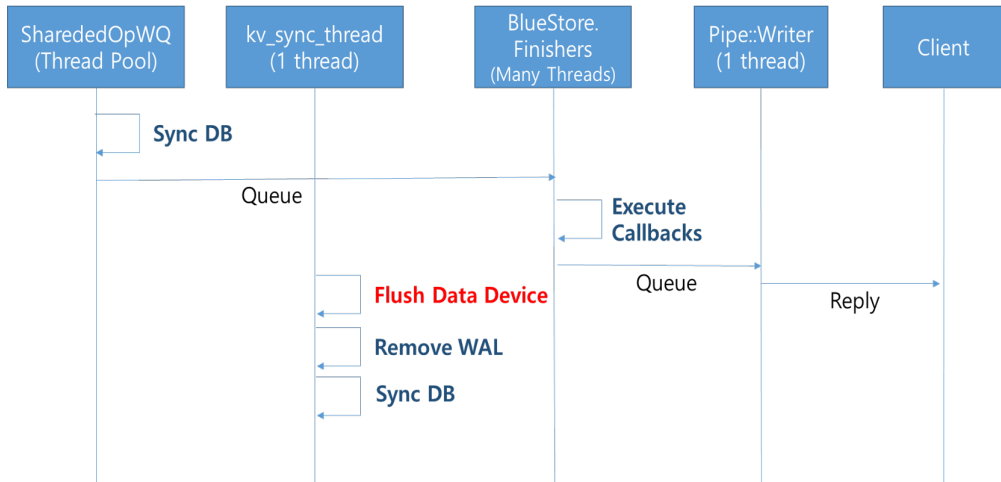 SharededOpWQ
(Thread Pool)
kv_sync_thread
(1 thread)
BlueStore.
Finishers
(Many Threads)
Pipe::Writer
(1 thread)
Client
Sync DB
Queue
Execute
Callbacks
Queue
Flush Data Device
Reply
Remove WAL
Sync DB